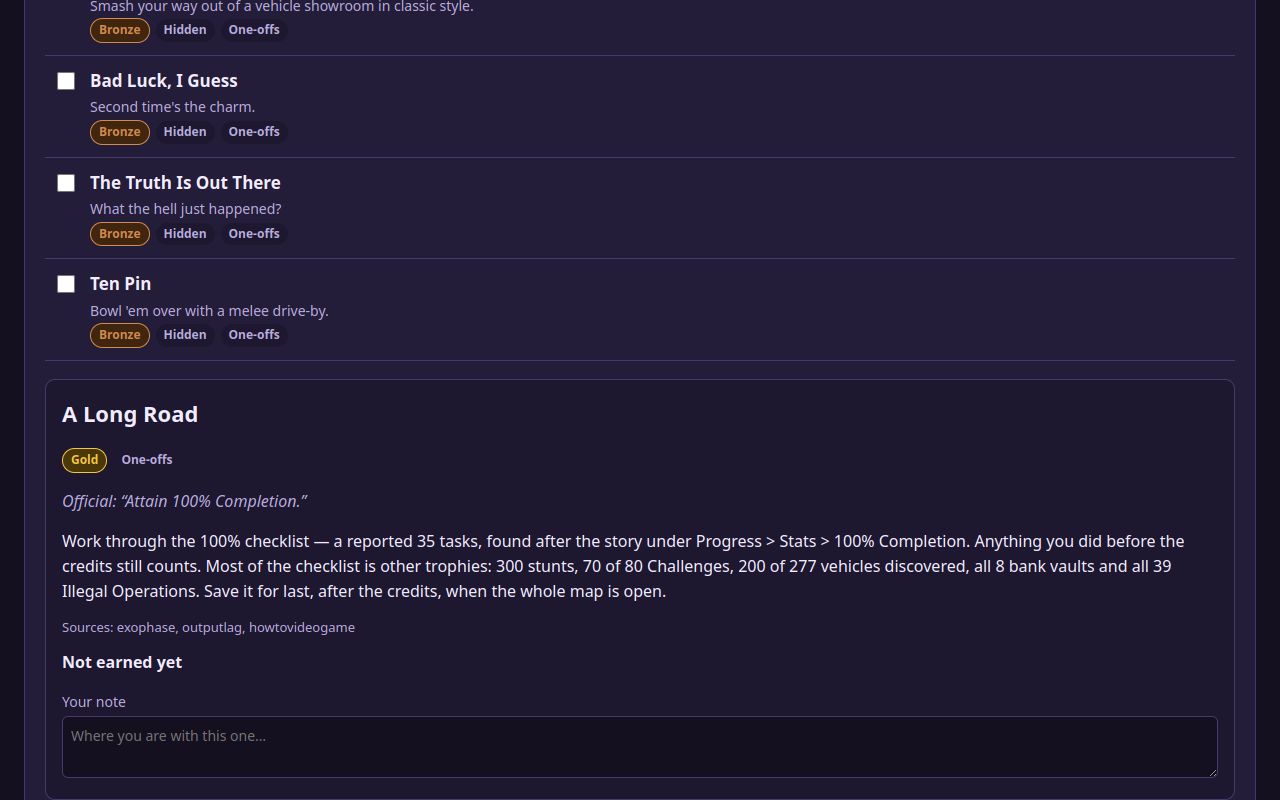 Smash your way out of a vehicle showroom in classic style.
Bronze Hidden One-offs
Bad Luck, I Guess
Second time's the charm.
Bronze Hidden One-offs
The Truth Is Out There
What the hell just happened?
Bronze Hidden One-offs
Ten Pin
Bowl 'em over with a melee drive-by.
Bronze Hidden One-offs
A Long Road
Gold One-offs
Official: “Attain 100% Completion.”
Work through the 100% checklist — a reported 35 tasks, found after the story under Progress > Stats > 100% Completion. Anything you did before the
credits still counts. Most of the checklist is other trophies: 300 stunts, 70 of 80 Challenges, 200 of 277 vehicles discovered, all 8 bank vaults and all 39
Illegal Operations. Save it for last, after the credits, when the whole map is open.
Sources: exophase, outputlag, howtovideogame
Not earned yet
Your note
Where you are with this one...